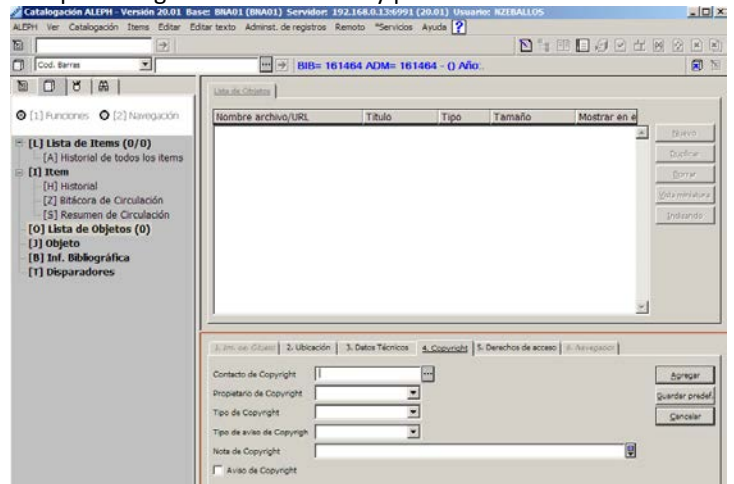 Catalogación ALEPH - Versión 20.01 Base: BNA01 (BNA01) Servidor: 192.168.0.13:6991 (20.01) Usuario: NZEBALLOS
ALEPH Ver Catalogación Items Editar Editar texto Administ. de registros Remoto "Servicios Ayuda ?
Cod. Barras BIB= 161464 ADM= 161464 - () Año:.
[1] Funciones [2] Navegación
[L] Lista de Items (0/0)
[A] Historial de todos los items
[I] Item
[H] Historial
[Z] Bitácora de Circulación
[S] Resumen de Circulación
[O] Lista de Objetos (0)
[J] Objeto
[B] Inf. Bibliográfica
[T] Disparadores
Lista de Objetos
Nombre archivo/URL Título Tipo Tamaño Mostrar en e
Nuevo
Duplicar
Borrar
Vista miniatura
Indizando
2. Ubicación 3. Datos Técnicos 4. Copyright 5. Derechos de acceso 6. Navegador
Contacto de Copyright
Propietario de Copyright
Tipo de Copyright
Tipo de aviso de Copyrigh
Nota de Copyright
Aviso de Copyright
Agregar
Guardar predef.
Cancelar